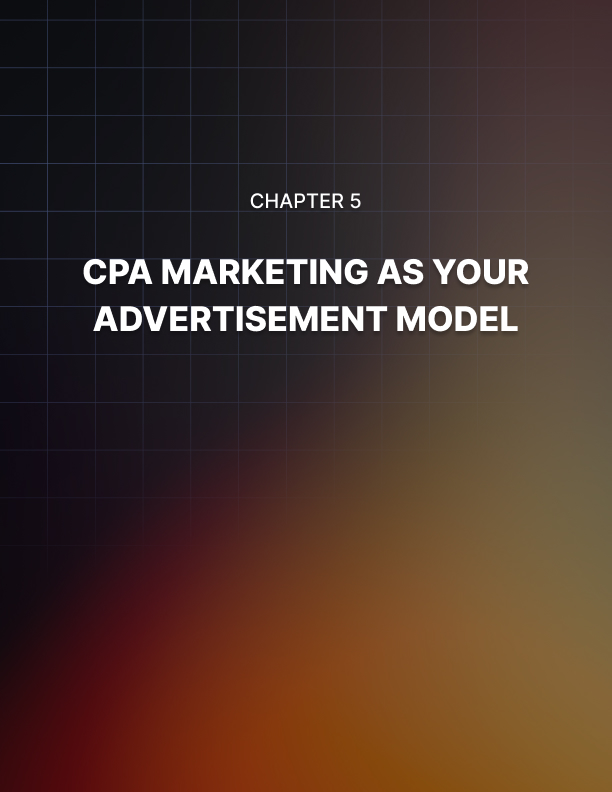 CHAPTER 5
CPA MARKETING AS YOUR
ADVERTISEMENT MODEL